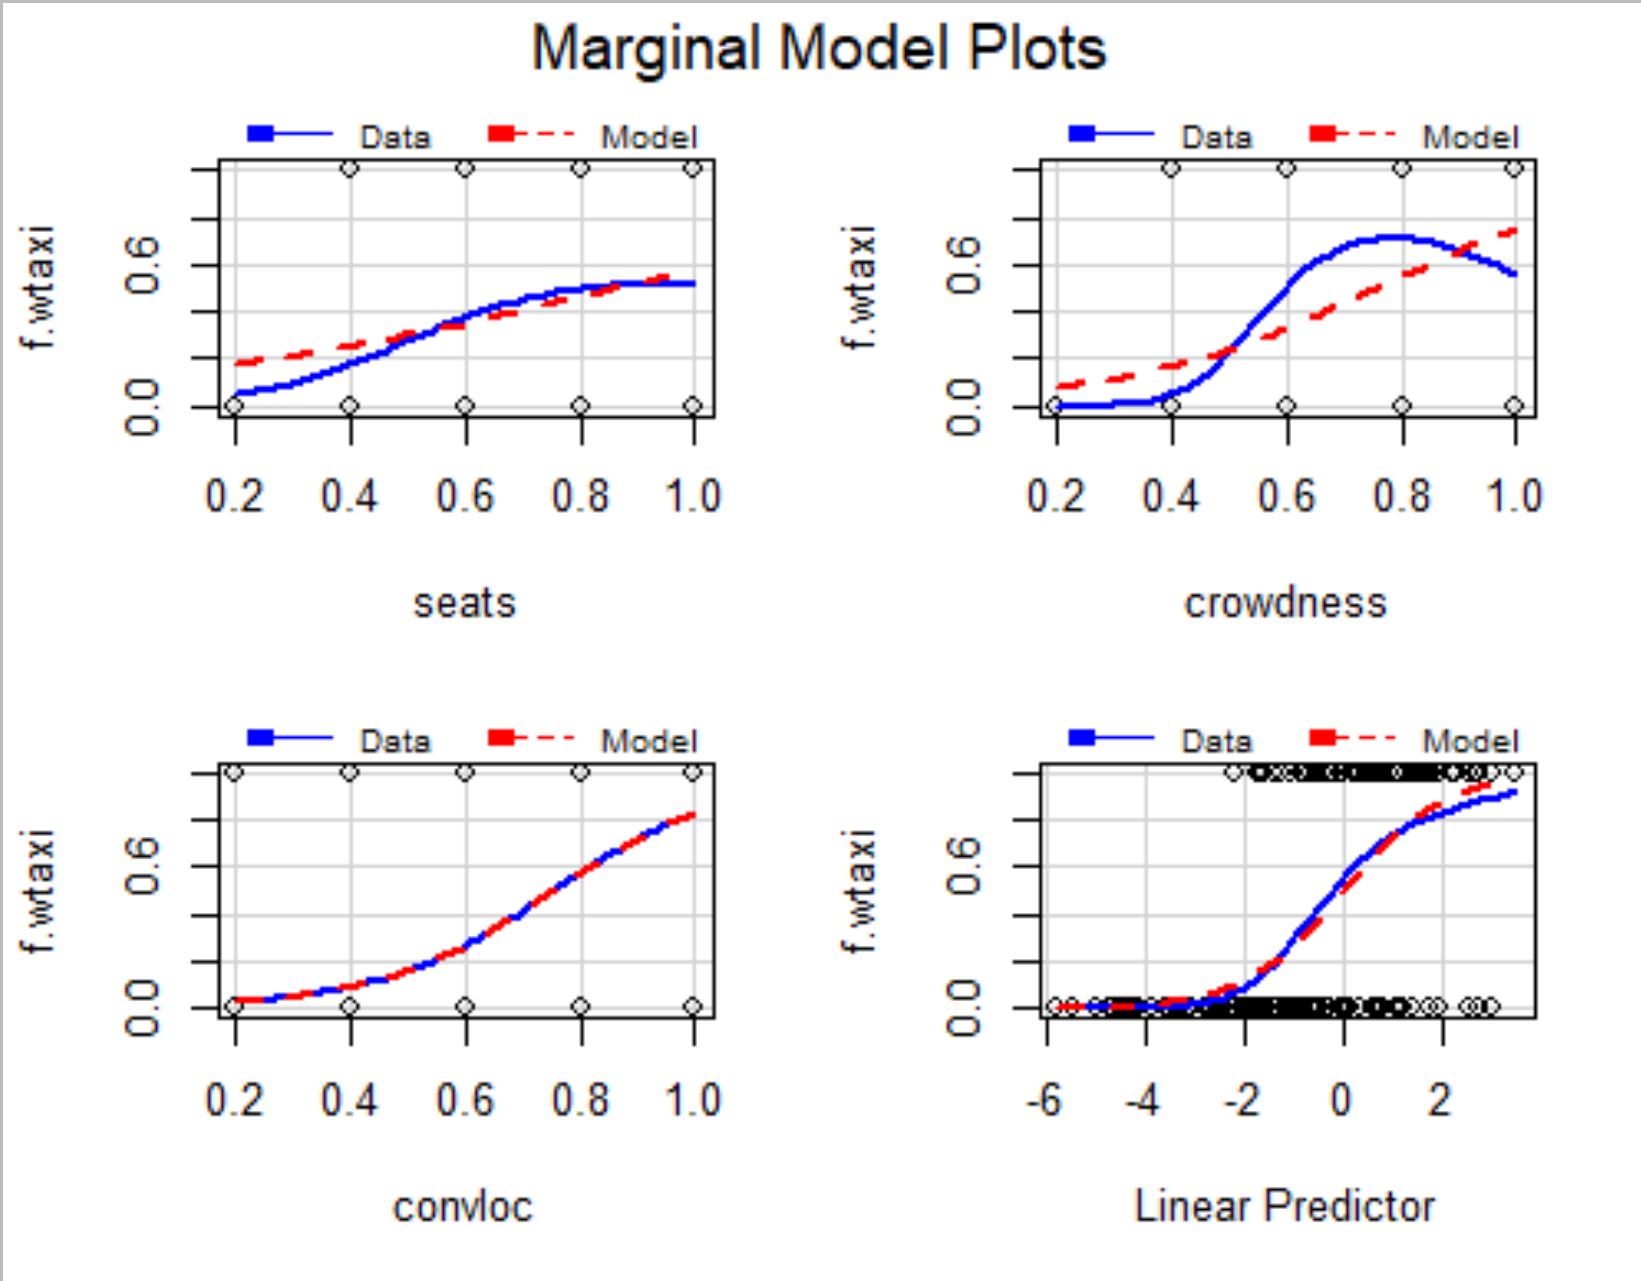 Marginal Model Plots
Data Model
f.wtaxi
0.6
0.0
0.2 0.4 0.6 0.8 1.0
seats
Data Model
f.wtaxi
0.6
0.0
0.2 0.4 0.6 0.8 1.0
crowdness
Data Model
f.wtaxi
0.6
0.0
0.2 0.4 0.6 0.8 1.0
convloc
Data Model
f.wtaxi
0.6
0.0
-6 -4 -2 0 2
Linear Predictor